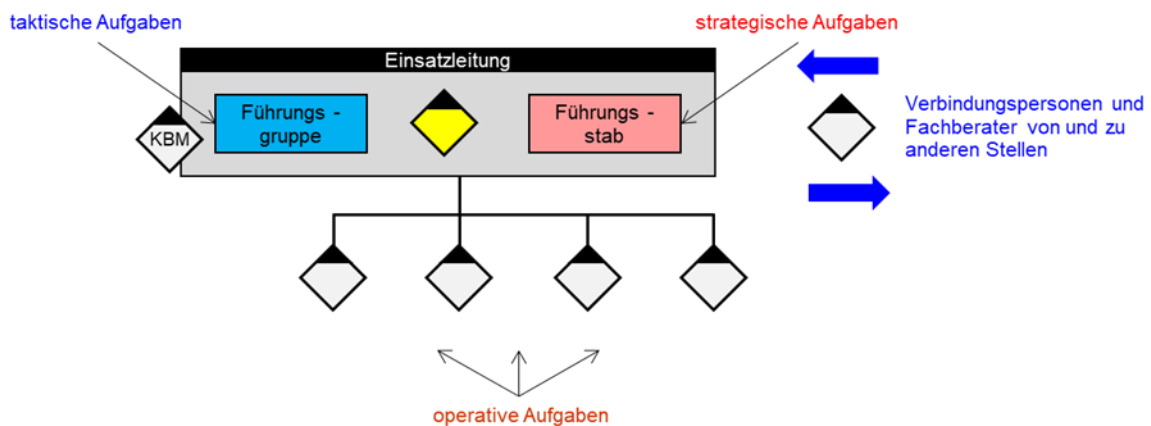 taktische Aufgaben
strategische Aufgaben
Einsatzleitung
KBM
Führungs -
gruppe
Führungs -
stab
Verbindungspersonen und
Fachberater von und zu
anderen Stellen
operative Aufgaben